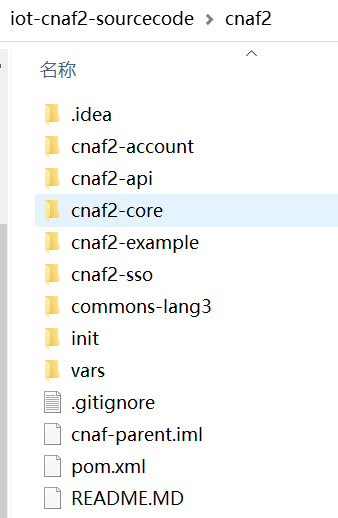 iot-cnaf2-sourcecode > cnaf2
名称
.idea
cnaf2-account
cnaf2-api
cnaf2-core
cnaf2-example
cnaf2-sso
commons-lang3
init
vars
.gitignore
cnaf-parent.iml
pom.xml
README.MD